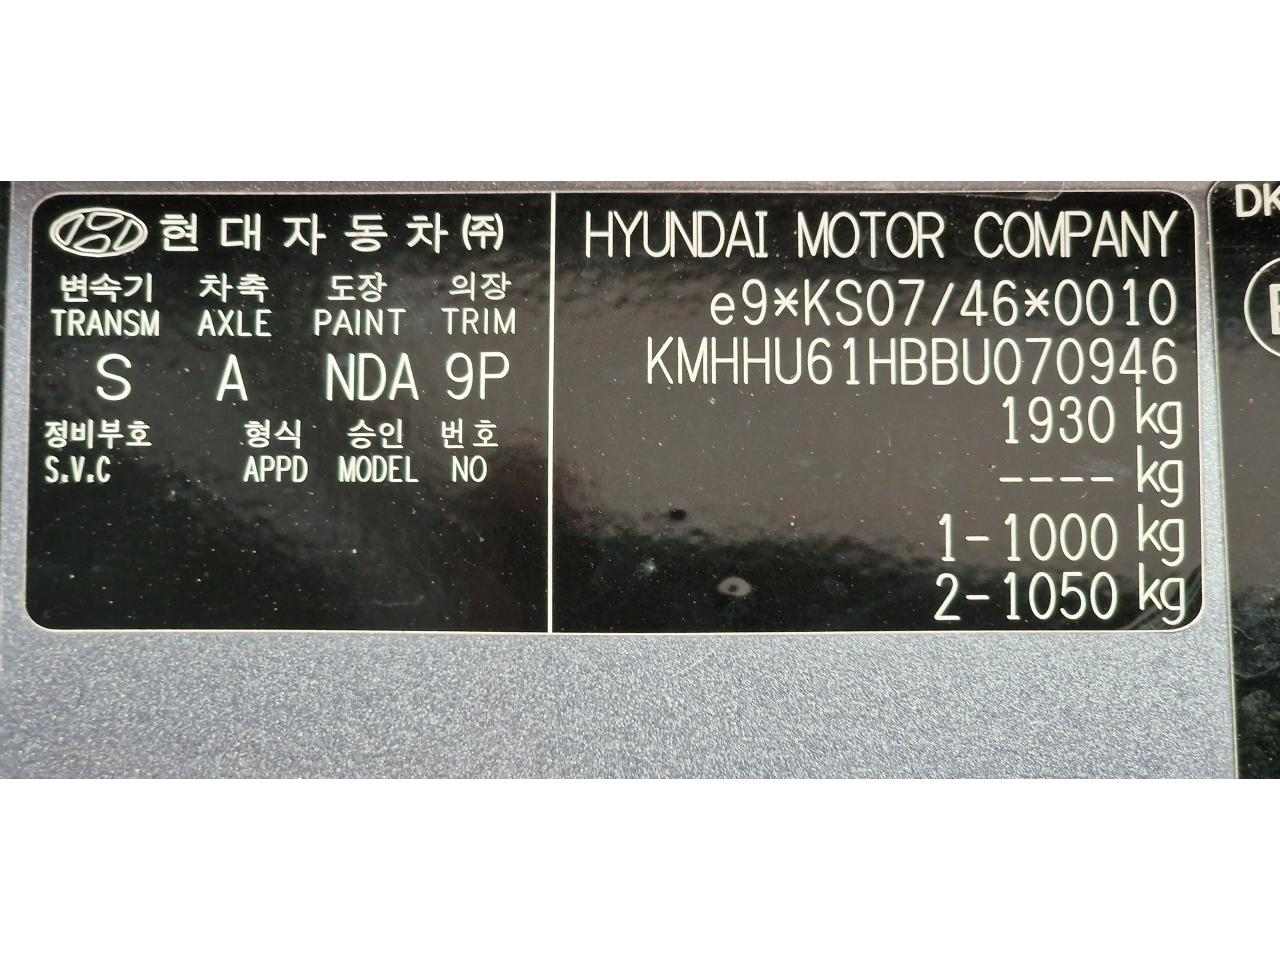 현대자동차(주)
변속기 차축 도장 의장
TRANSM AXLE PAINT TRIM
S A NDA 9P
정비부호 형식 승인 번호
S.V.C APPD MODEL NO
HYUNDAI MOTOR COMPANY
e9*KS07/46*0010
KMHHU61HBBU070946
1930 kg
---- kg
1-1000 kg
2-1050 kg
DK